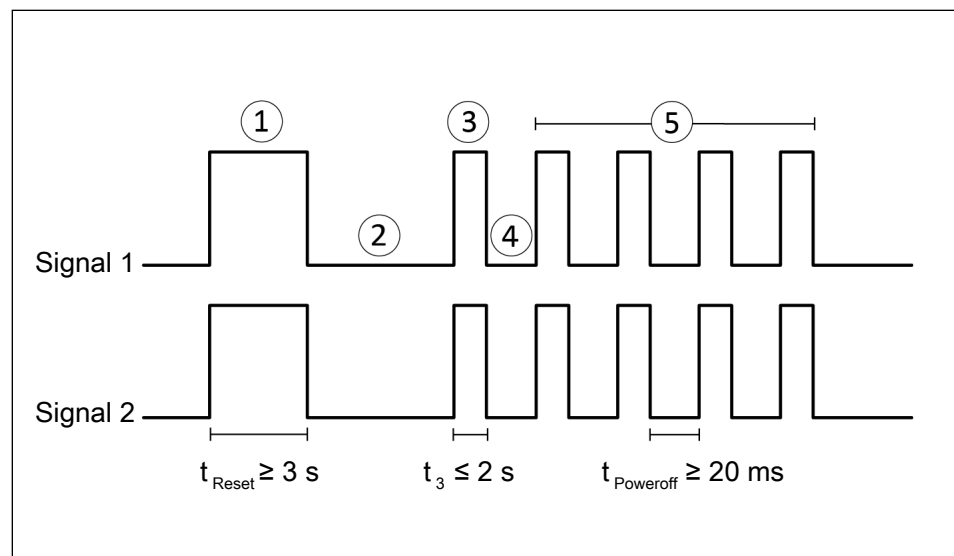 1
3
5
2
4
Signal 1
Signal 2
t Reset ≥ 3 s
t 3 ≤ 2 s
t Poweroff ≥ 20 ms